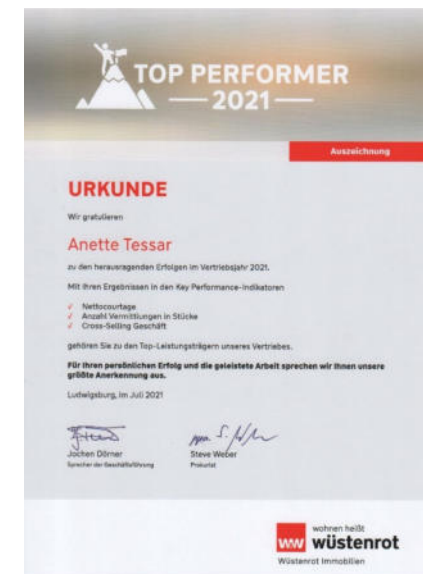 TOP PERFORMER
2021
Auszeichnung
URKUNDE
Wir gratulieren
Anette Tessar
zu den herausragenden Erfolgen im Vertriebsjahr 2021.
Mit Ihren Ergebnissen in den Key Performance-Indikatoren
✓ Nettocourtage
✓ Anzahl Vermittlungen in Stücke
✓ Cross-Selling Geschäft
gehören Sie zu den Top-Leistungsträgern unseres Vertriebes.
Für Ihren persönlichen Erfolg und die geleistete Arbeit sprechen wir Ihnen unsere
größte Anerkennung aus.
Ludwigsburg, im Juli 2021
Jochen Dörner Steve Weber
Sprecher der Geschäftsführung Prokurist
wohnen heißt
ww wüstenrot
Wüstenrot Immobilien